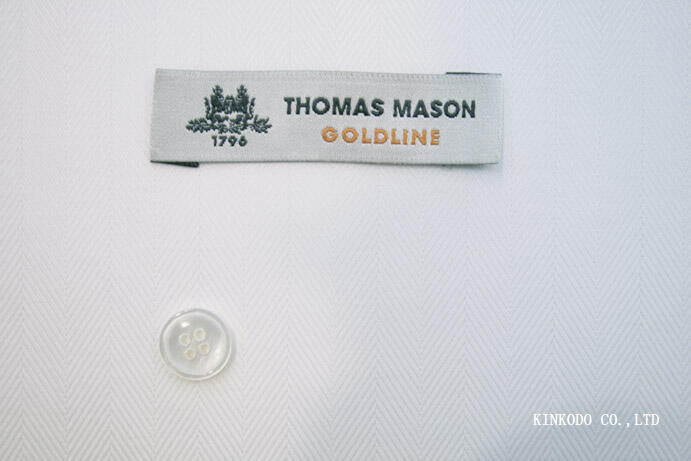 THOMAS MASON
GOLDLINE
1796
KINKODO CO.,LTD